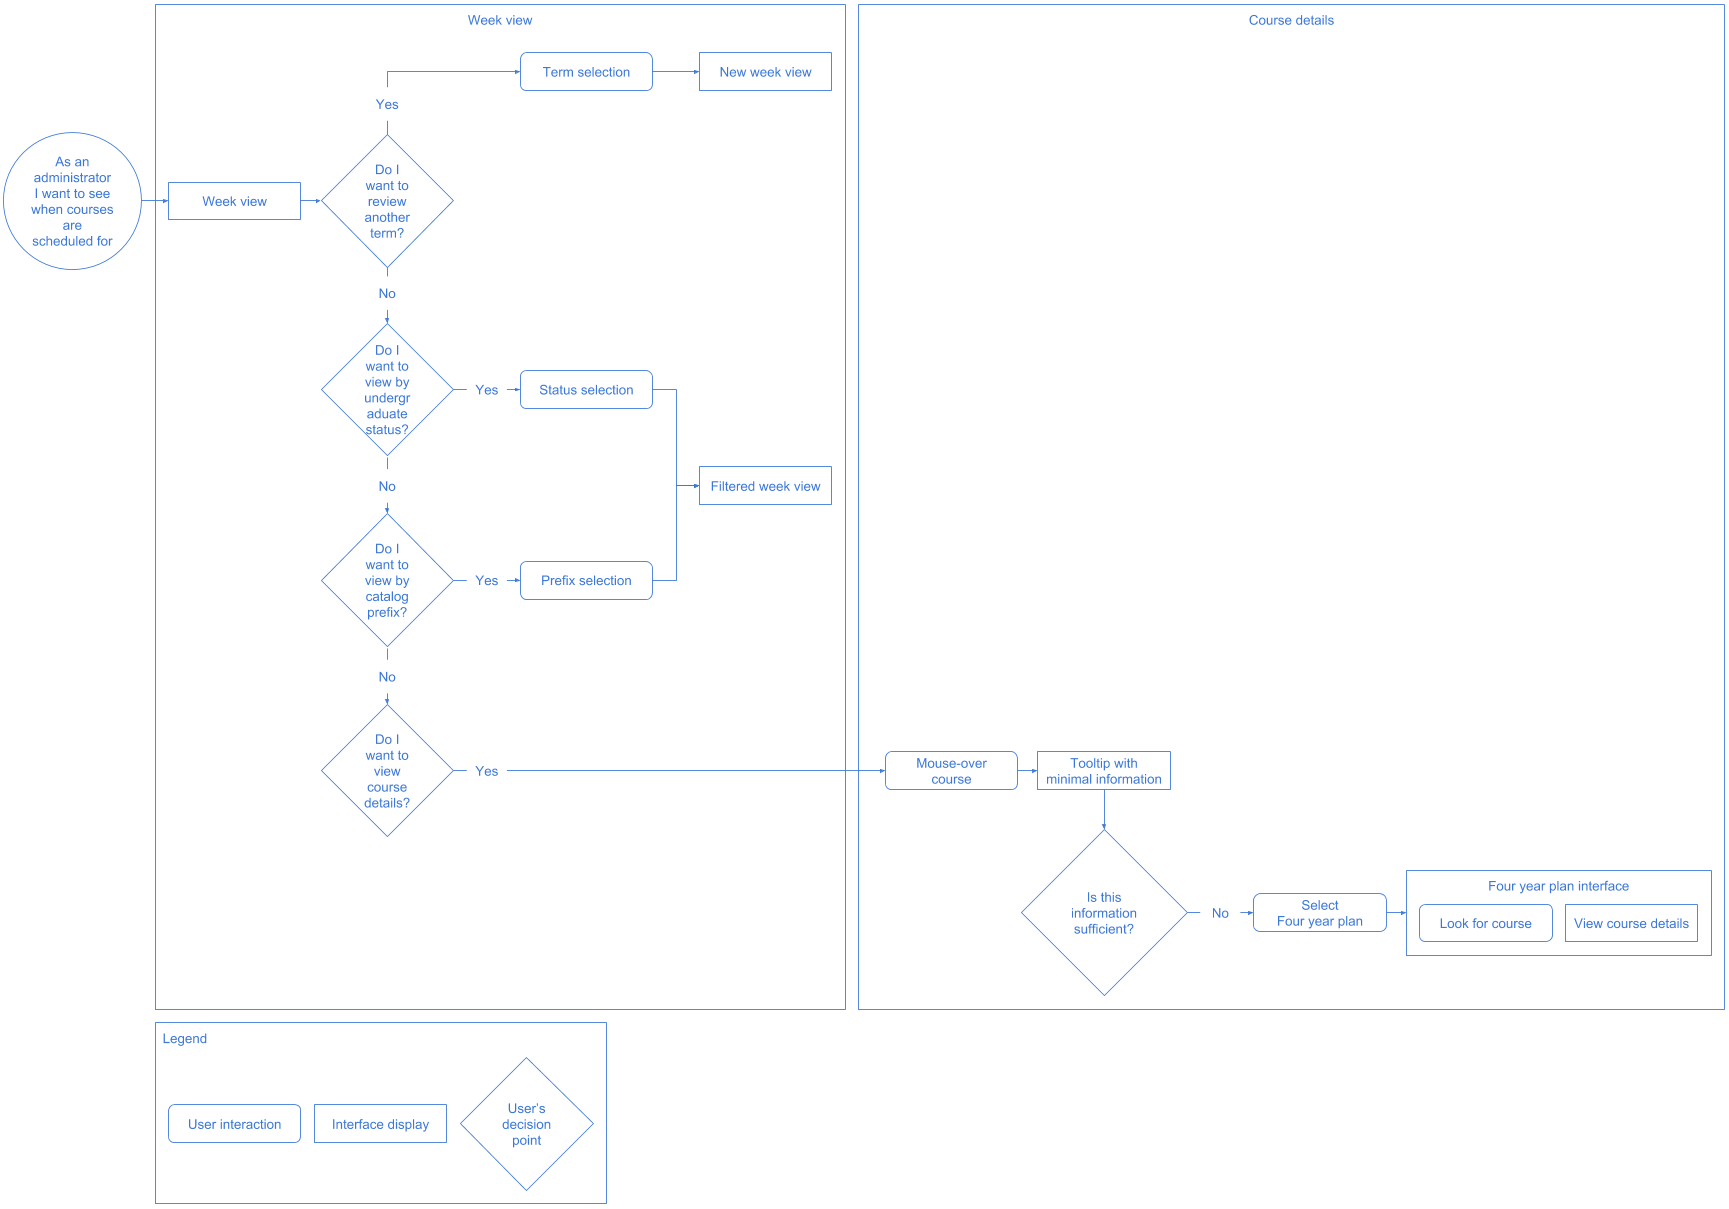 Week view
Term selection
New week view
Yes
As an
administrator
I want to see
when courses
are
scheduled for
Week view
Do I
want to
review
another
term?
No
Do I
want to
view by
undergr
aduate
status?
Yes
Status selection
No
Filtered week view
Do I
want to
view by
catalog
prefix?
Yes
Prefix selection
No
Do I
want to
view
course
details?
Yes
Course details
Mouse-over
course
Tooltip with
minimal information
Is this
information
sufficient?
No
Select
Four year plan
Four year plan interface
Look for course
View course details
Legend
User interaction
Interface display
User's
decision
point